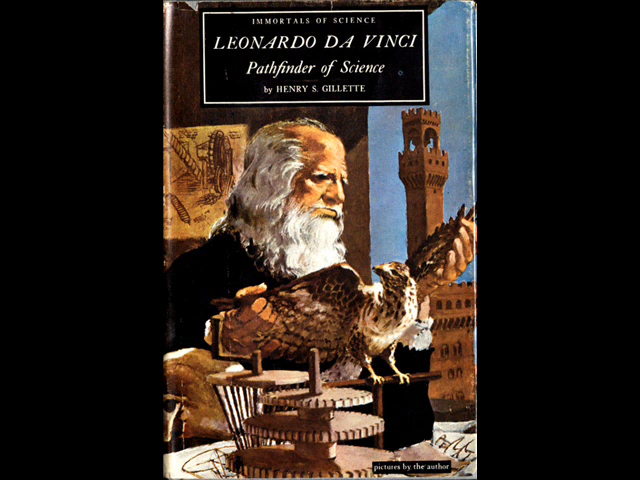 IMMORTALS OF SCIENCE
LEONARDO DA VINCI
Pathfinder of Science
by HENRY S. GILLETTE
pictures by the author